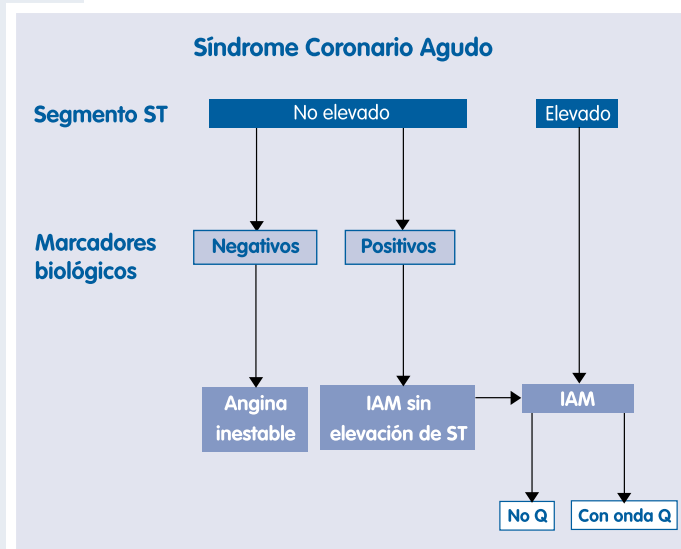 Síndrome Coronario Agudo
Segmento ST
No elevado
Elevado
Marcadores
biológicos
Negativos
Positivos
Angina
inestable
IAM sin
elevación de ST
IAM
No Q
Con onda Q